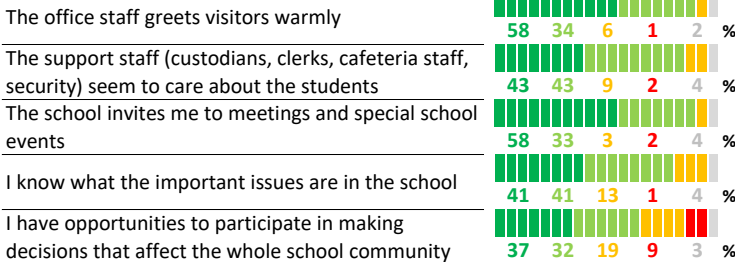 The office staff greets visitors warmly
58 34 6 1 2 %
The support staff (custodians, clerks, cafeteria staff,
security) seem to care about the students
43 43 9 2 4 %
The school invites me to meetings and special school
events
58 33 3 2 4 %
I know what the important issues are in the school
41 41 13 1 4 %
I have opportunities to participate in making
decisions that affect the whole school community
37 32 19 9 3 %